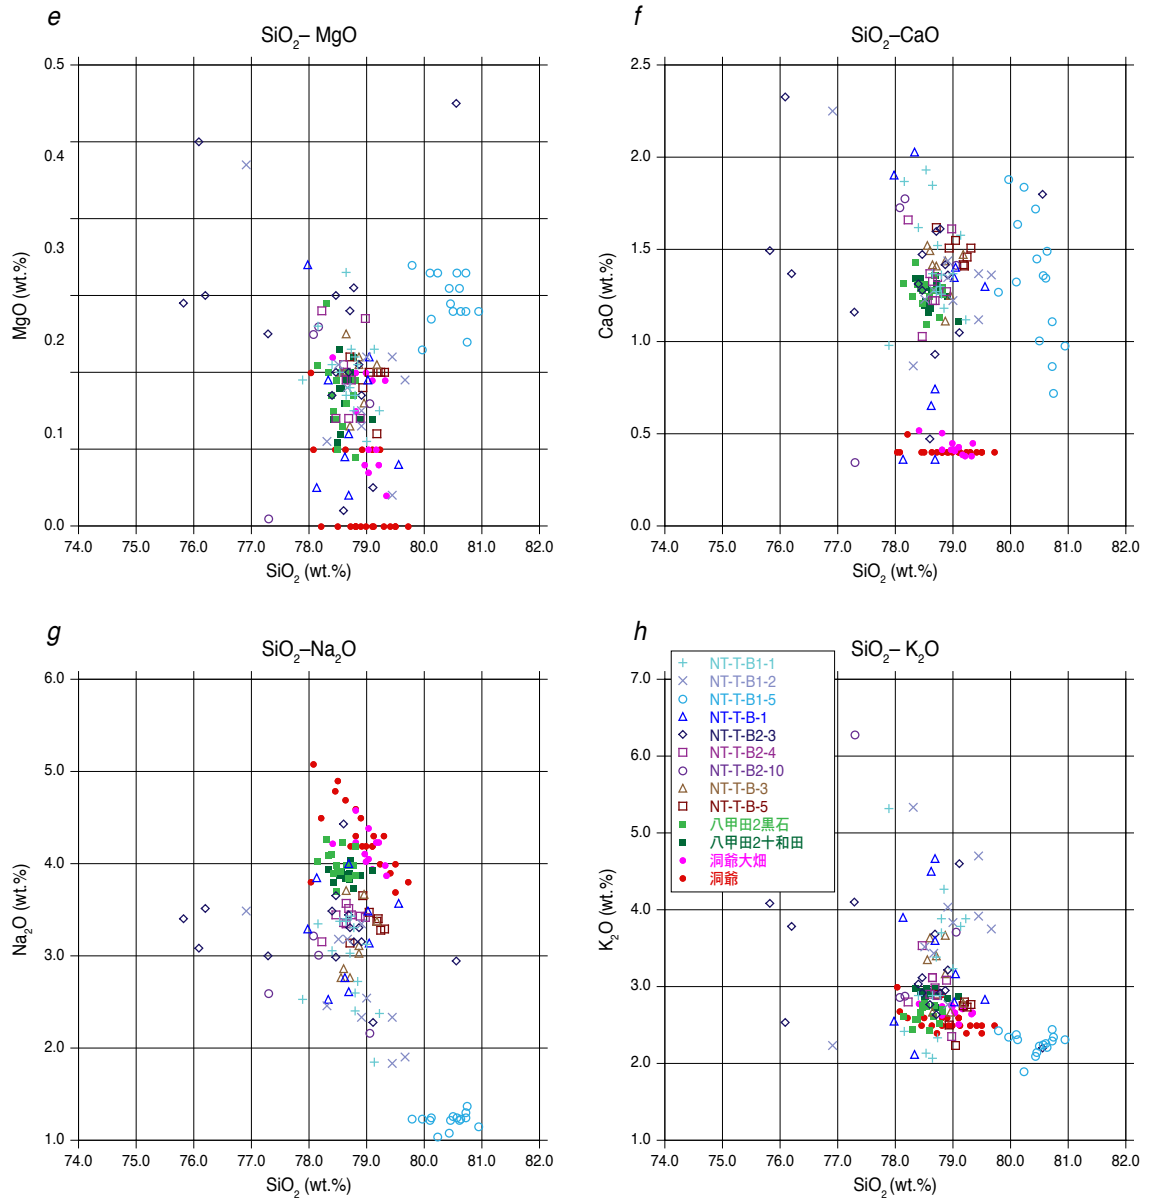 e
SiO2– MgO
0.5
0.4
0.3
0.2
0.1
0.0
MgO (wt.%)
74.0 75.0 76.0 77.0 78.0 79.0 80.0 81.0 82.0
SiO2 (wt.%)
f
SiO2–CaO
2.5
2.0
1.5
1.0
0.5
0.0
CaO (wt.%)
74.0 75.0 76.0 77.0 78.0 79.0 80.0 81.0 82.0
SiO2 (wt.%)
g
SiO2–Na2O
6.0
5.0
4.0
3.0
2.0
1.0
Na2O (wt.%)
74.0 75.0 76.0 77.0 78.0 79.0 80.0 81.0 82.0
SiO2 (wt.%)
h
SiO2– K2O
7.0
6.0
5.0
4.0
3.0
2.0
1.0
K2O (wt.%)
NT-T-B1-1
NT-T-B1-2
NT-T-B1-5
NT-T-B-1
NT-T-B2-3
NT-T-B2-4
NT-T-B2-10
NT-T-B-3
NT-T-B-5
八甲田2黒石
八甲田2十和田
洞爺大畑
洞爺
74.0 75.0 76.0 77.0 78.0 79.0 80.0 81.0 82.0
SiO2 (wt.%)